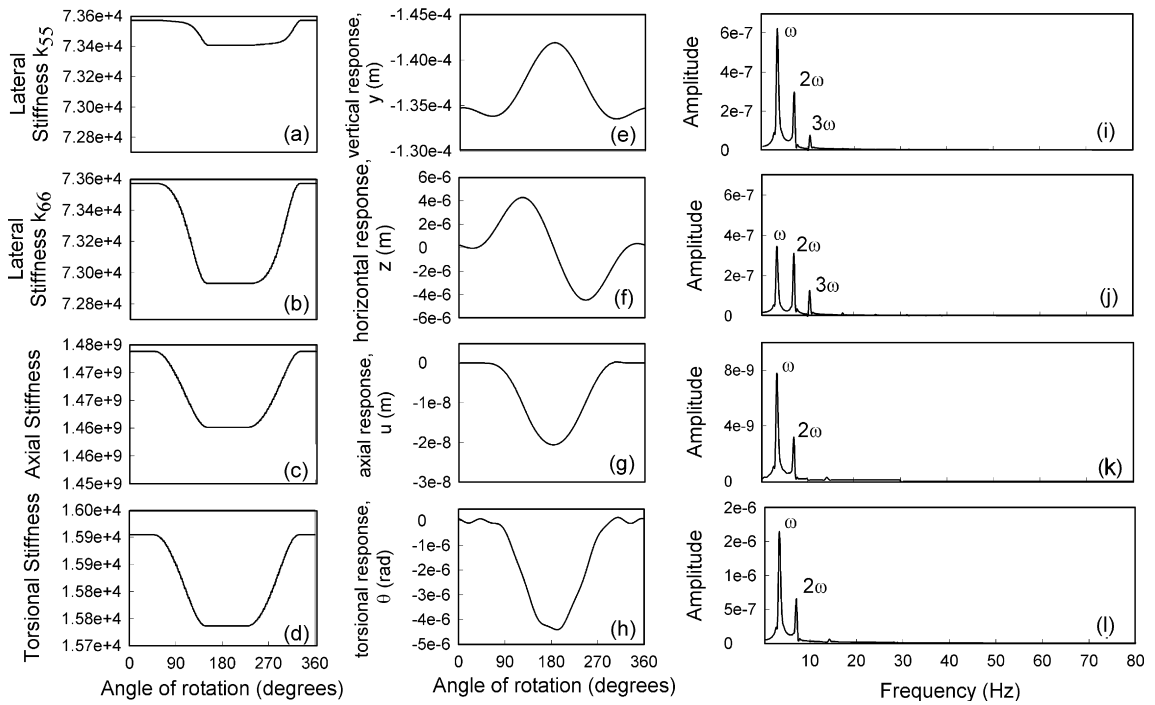 Lateral
Stiffness k55
7.36e+4
7.34e+4
7.32e+4
7.30e+4
7.28e+4
(a)
vertical response,
y (m)
-1.45e-4
-1.40e-4
-1.35e-4
-1.30e-4
(e)
Amplitude
6e-7
4e-7
2e-7
0
ω
2ω
3ω
(i)
Lateral
Stiffness k66
7.36e+4
7.34e+4
7.32e+4
7.30e+4
7.28e+4
(b)
horizontal response,
z (m)
6e-6
4e-6
2e-6
0
-2e-6
-4e-6
-6e-6
(f)
Amplitude
6e-7
4e-7
2e-7
0
ω
2ω
3ω
(j)
Axial Stiffness
1.48e+9
1.47e+9
1.46e+9
1.46e+9
1.45e+9
(c)
axial response,
u (m)
0
-1e-8
-2e-8
-3e-8
(g)
Amplitude
8e-9
4e-9
0
ω
2ω
(k)
Torsional Stiffness
1.60e+4
1.59e+4
1.58e+4
1.58e+4
1.57e+4
(d)
0 90 180 270 360
Angle of rotation (degrees)
torsional response,
θ (rad)
0
-1e-6
-2e-6
-3e-6
-4e-6
-5e-6
(h)
0 90 180 270 360
Angle of rotation (degrees)
Amplitude
2e-6
1e-6
5e-7
0
ω
2ω
(l)
10 20 30 40 50 60 70 80
Frequency (Hz)